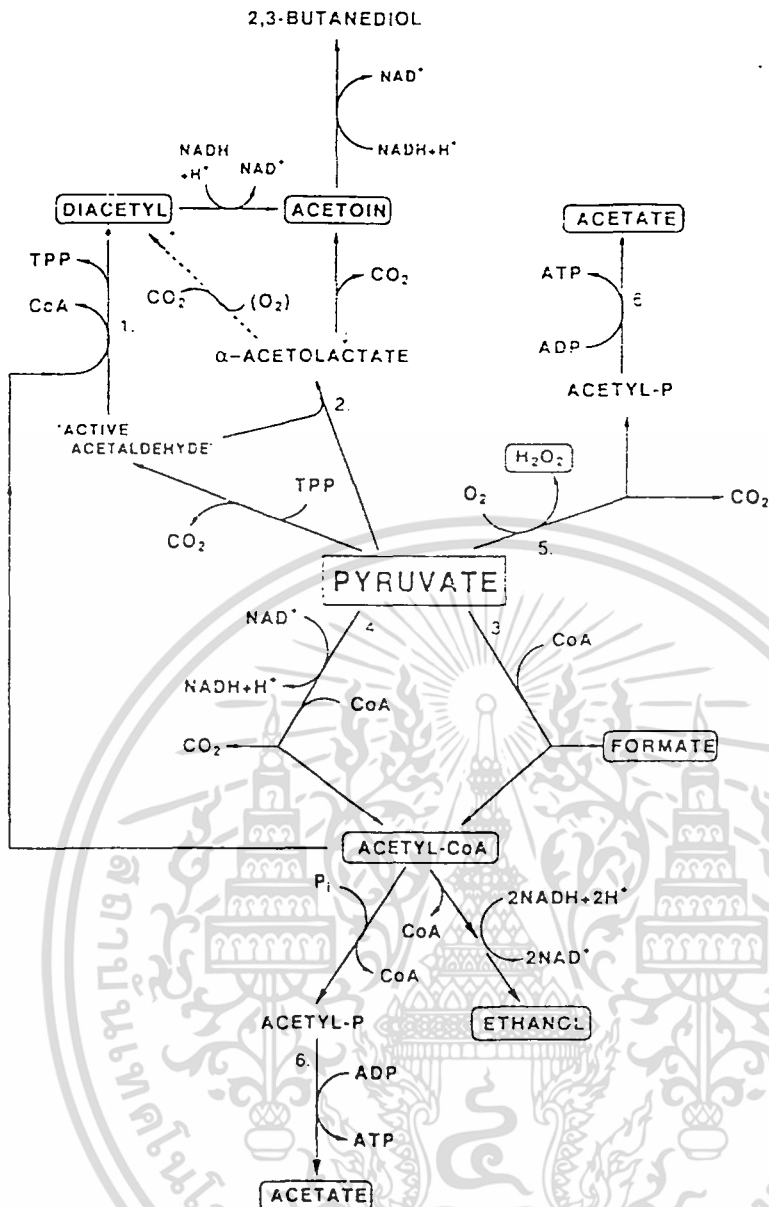 2,3-BUTANEDIOL
NAD⁺
NADH+H⁺
NADH
+H⁺
NAD⁺
DIACETYL
ACETOIN
ACETATE
TPP
CoA
1.
CO₂
(O₂)
CO₂
ATP
6
ADP
α-ACETOLACTATE
ACETYL-P
2.
"ACTIVE
ACETALDEHYDE"
H₂O₂
TPP
O₂
CO₂
CO₂
5.
PYRUVATE
NAD⁺
4
3
CoA
NADH+H⁺
CoA
CO₂
FORMATE
ACETYL-CoA
Pᵢ
2NADH+2H⁺
CoA
CoA
2NAD⁺
ACETYL-P
ETHANOL
6.
ADP
ATP
ACETATE